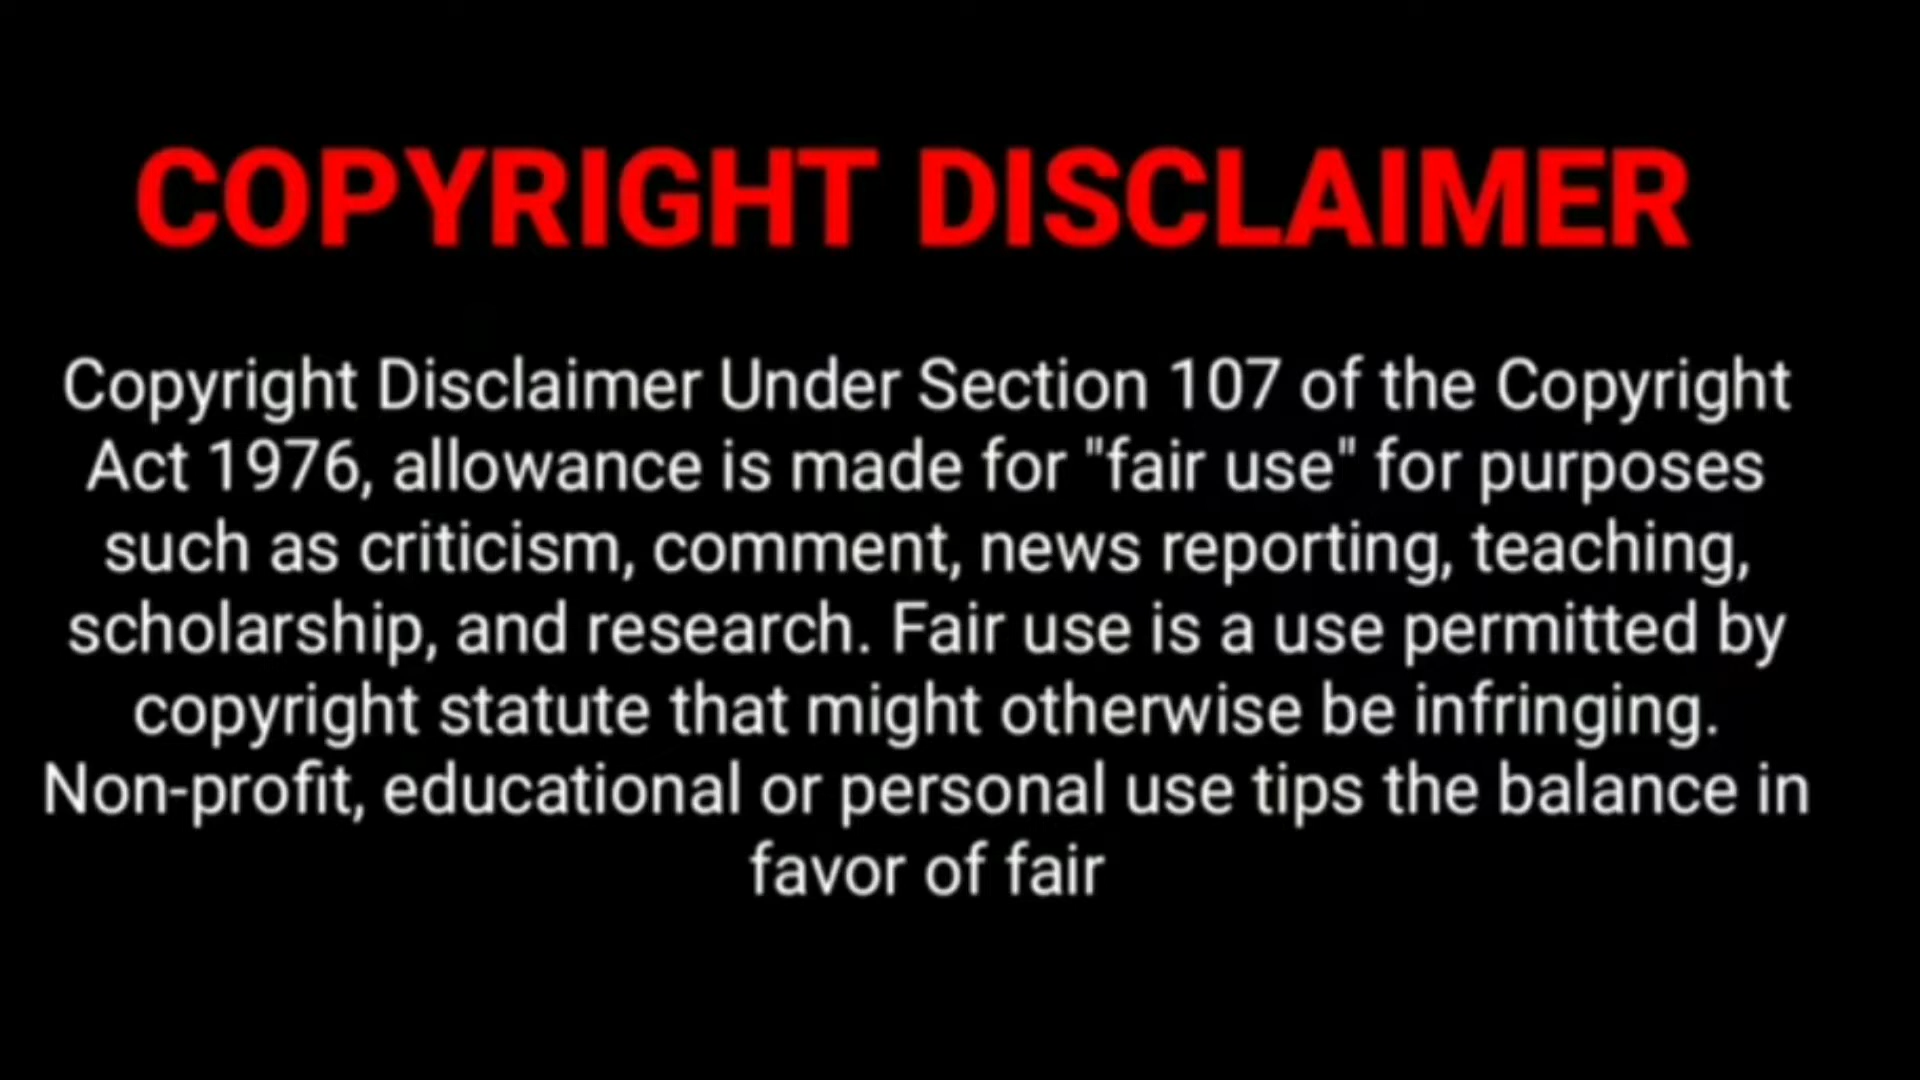 COPYRIGHT DISCLAIMER
Copyright Disclaimer Under Section 107 of the Copyright
Act 1976, allowance is made for "fair use" for purposes
such as criticism, comment, news reporting, teaching,
scholarship, and research. Fair use is a use permitted by
copyright statute that might otherwise be infringing.
Non-profit, educational or personal use tips the balance in
favor of fair